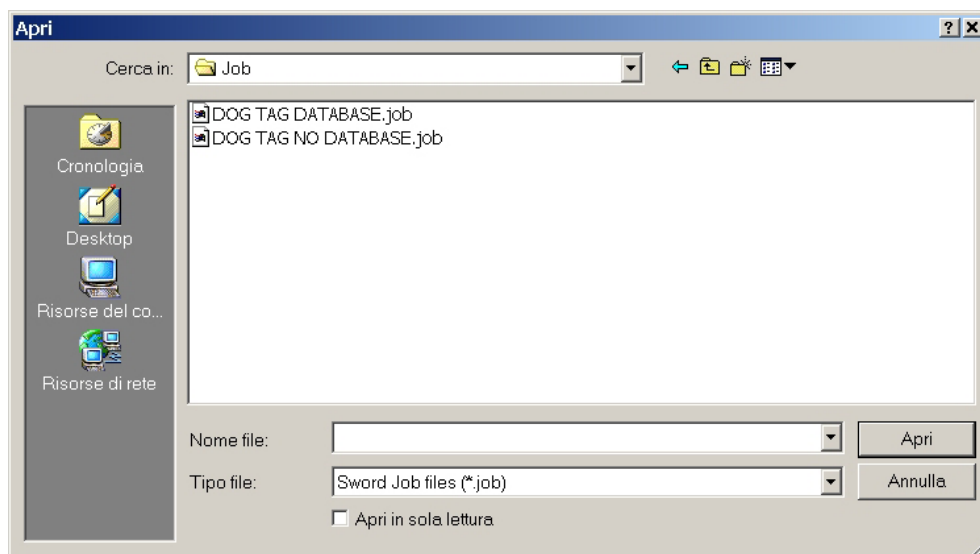 Apri
Cerca in: Job
DOG TAG DATABASE.job
DOG TAG NO DATABASE.job
Cronologia
Desktop
Risorse del co...
Risorse di rete
Nome file: Apri
Tipo file: Sword Job files (*.job) Annulla
Apri in sola lettura